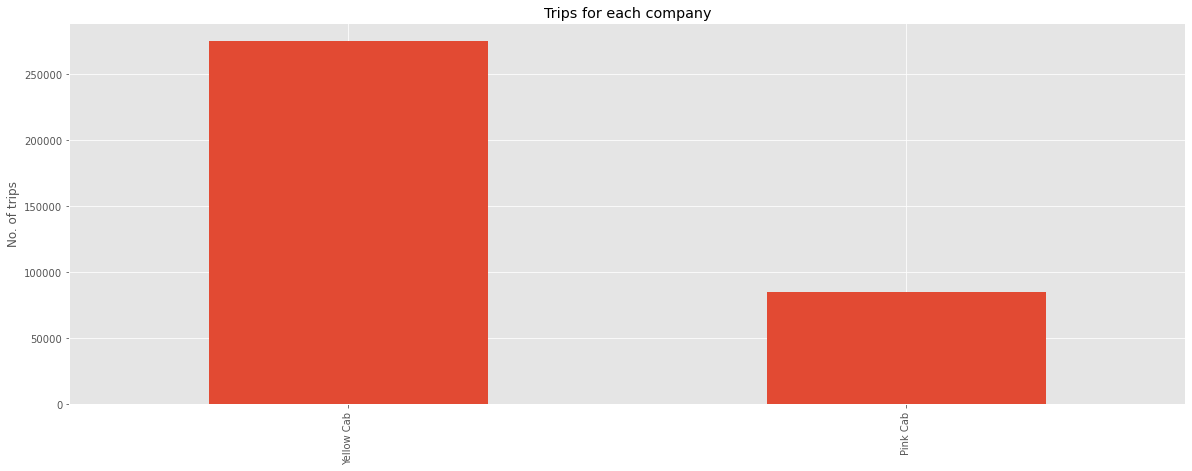 Trips for each company
No. of trips
250000
200000
150000
100000
50000
0
Yellow Cab
Pink Cab